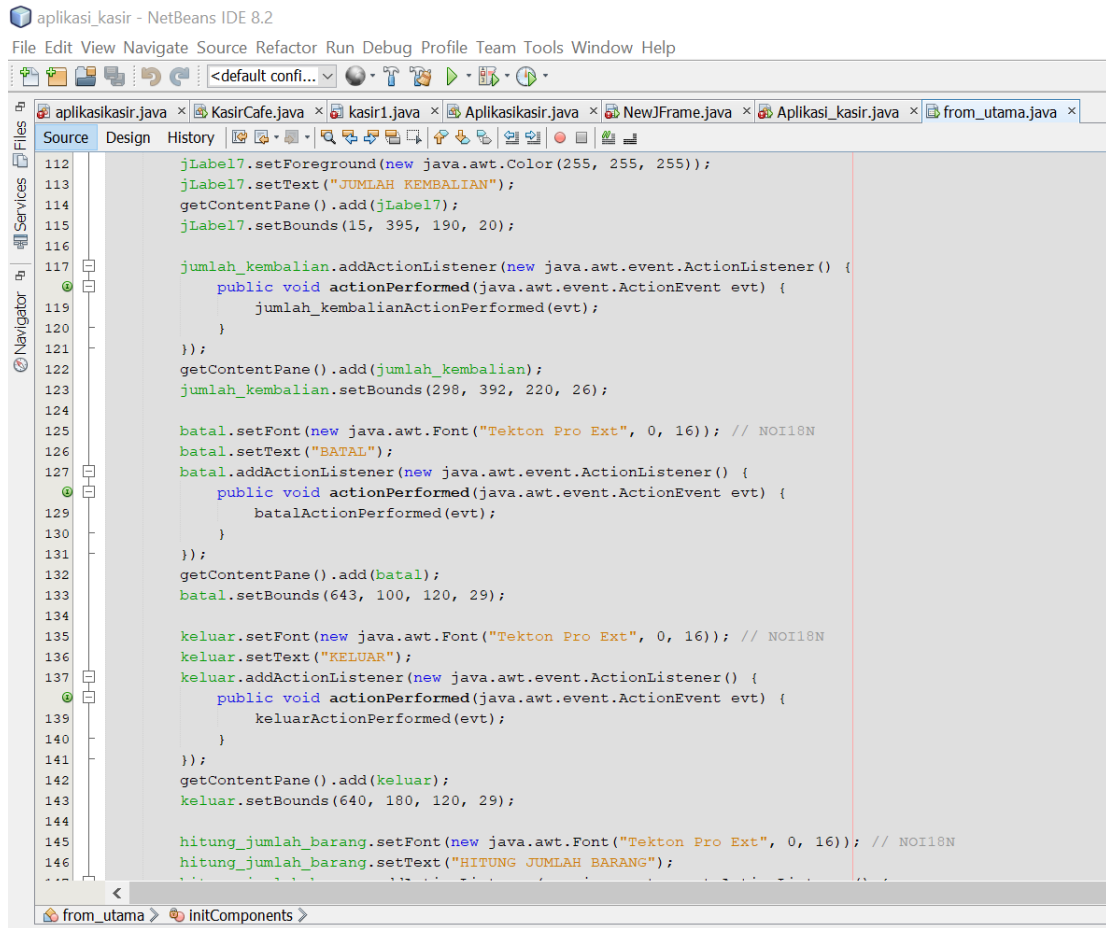 aplikasi_kasir - NetBeans IDE 8.2
File Edit View Navigate Source Refactor Run Debug Profile Team Tools Window Help
<default confi...
aplikasikasir.java × KasirCafe.java × kasir1.java × Aplikasikasir.java × NewJFrame.java × Aplikasi_kasir.java × from_utama.java ×
Source Design History
Files
Services
Navigator
112 jLabel7.setForeground(new java.awt.Color(255, 255, 255));
113 jLabel7.setText("JUMLAH KEMBALIAN");
114 getContentPane().add(jLabel7);
115 jLabel7.setBounds(15, 395, 190, 20);
116
117 jumlah_kembalian.addActionListener(new java.awt.event.ActionListener() {
public void actionPerformed(java.awt.event.ActionEvent evt) {
119 jumlah_kembalianActionPerformed(evt);
120 }
121 });
122 getContentPane().add(jumlah_kembalian);
123 jumlah_kembalian.setBounds(298, 392, 220, 26);
124
125 batal.setFont(new java.awt.Font("Tekton Pro Ext", 0, 16)); // NOI18N
126 batal.setText("BATAL");
127 batal.addActionListener(new java.awt.event.ActionListener() {
public void actionPerformed(java.awt.event.ActionEvent evt) {
129 batalActionPerformed(evt);
130 }
131 });
132 getContentPane().add(batal);
133 batal.setBounds(643, 100, 120, 29);
134
135 keluar.setFont(new java.awt.Font("Tekton Pro Ext", 0, 16)); // NOI18N
136 keluar.setText("KELUAR");
137 keluar.addActionListener(new java.awt.event.ActionListener() {
public void actionPerformed(java.awt.event.ActionEvent evt) {
139 keluarActionPerformed(evt);
140 }
141 });
142 getContentPane().add(keluar);
143 keluar.setBounds(640, 180, 120, 29);
144
145 hitung_jumlah_barang.setFont(new java.awt.Font("Tekton Pro Ext", 0, 16)); // NOI18N
146 hitung_jumlah_barang.setText("HITUNG JUMLAH BARANG");
from_utama
initComponents